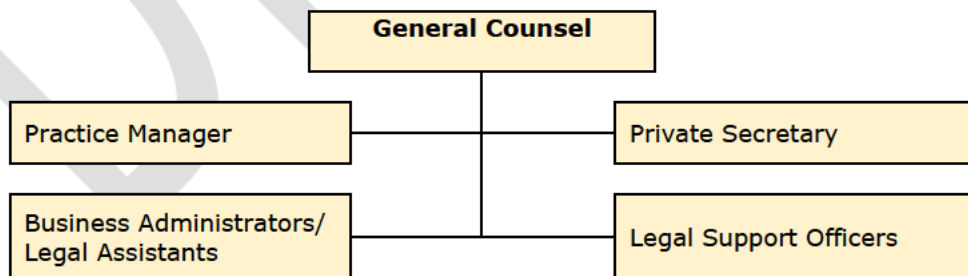 General Counsel
Practice Manager
Private Secretary
Business Administrators/
Legal Assistants
Legal Support Officers